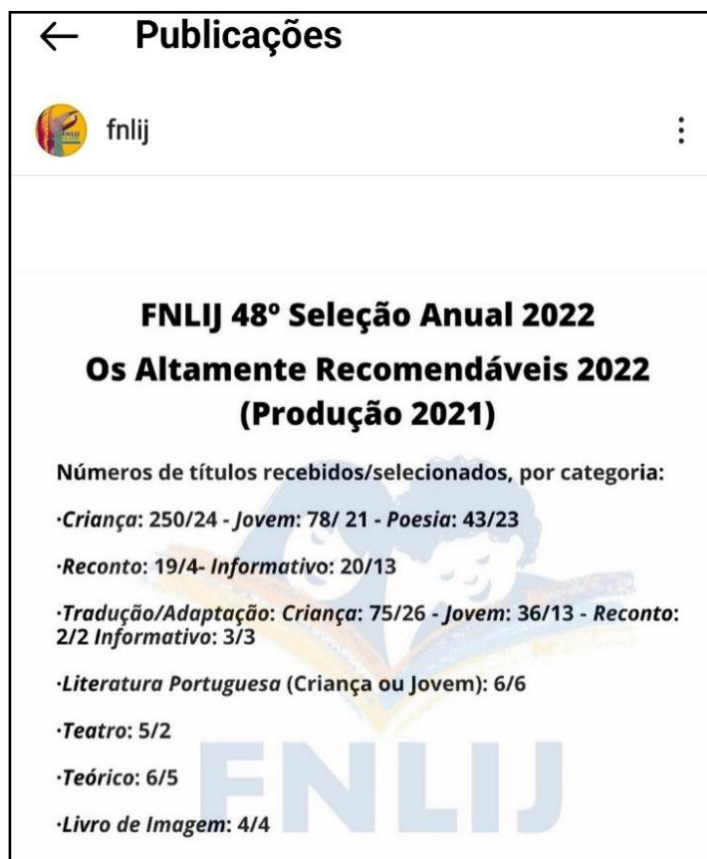 Publicações
fnlij
FNLIJ 48º Seleção Anual 2022
Os Altamente Recomendáveis 2022
(Produção 2021)
Números de títulos recebidos/selecionados, por categoria:
·Criança: 250/24 - Jovem: 78/ 21 - Poesia: 43/23
·Reconto: 19/4- Informativo: 20/13
·Tradução/Adaptação: Criança: 75/26 - Jovem: 36/13 - Reconto:
2/2 Informativo: 3/3
·Literatura Portuguesa (Criança ou Jovem): 6/6
·Teatro: 5/2
·Teórico: 6/5
·Livro de Imagem: 4/4
FNLIJ